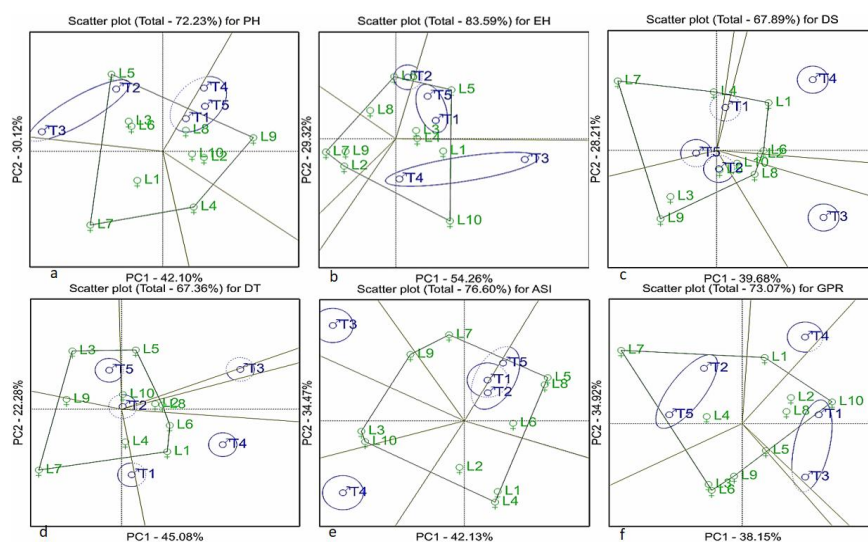 Scatter plot (Total - 72.23%) for PH
PC2 - 30.12%
L5
♂T2
♂T4
♂T5
♂T3
♂T1
L3
L6
L8
L9
L10
L2
L1
L4
L7
a
PC1 - 42.10%
Scatter plot (Total - 83.59%) for EH
PC2 - 29.32%
L6
♂T2
L5
♂T5
L8
♂T1
L3
L4
L7
L9
L1
L2
♂T3
♂T4
L10
b
PC1 - 54.26%
Scatter plot (Total - 67.89%) for DS
PC2 - 28.21%
L7
♂T4
L4
♂T1
L1
♂T5
L6
L2
L10
♂T2
L8
L3
L9
♂T3
c
PC1 - 39.68%
Scatter plot (Total - 67.36%) for DT
PC2 - 22.28%
L3
L5
♂T5
♂T3
L9
L10
♂T2
L2
L8
L6
L4
♂T4
L1
L7
♂T1
d
PC1 - 45.08%
Scatter plot (Total - 76.60%) for ASI
PC2 - 34.47%
♂T3
L7
L9
♂T5
♂T1
♂T2
L5
L8
L6
L3
L10
L2
♂T4
L1
L4
e
PC1 - 42.13%
Scatter plot (Total - 73.07%) for GPR
PC2 - 34.92%
L7
♂T4
L1
♂T2
L2
L10
L8
♂T1
♂T5
L4
L5
L9
♂T3
L3
L6
f
PC1 - 38.15%